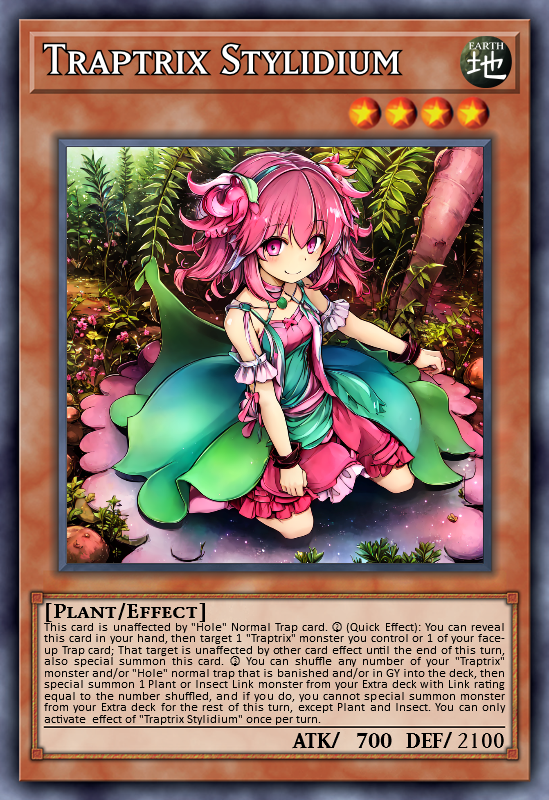 TRAPTRIX STYLIDIUM
EARTH
地
[PLANT/EFFECT]
This card is unaffected by "Hole" Normal Trap card. ① (Quick Effect): You can reveal
this card in your hand, then target 1 "Traptrix" monster you control or 1 of your face-
up Trap card; That target is unaffected by other card effect until the end of this turn,
also special summon this card. ② You can shuffle any number of your "Traptrix"
monster and/or "Hole" normal trap that is banished and/or in GY into the deck, then
special summon 1 Plant or Insect Link monster from your Extra deck with Link rating
equal to the number shuffled, and if you do, you cannot special summon monster
from your Extra deck for the rest of this turn, except Plant and Insect. You can only
activate effect of "Traptrix Stylidium" once per turn.
ATK/ 700 DEF/ 2100